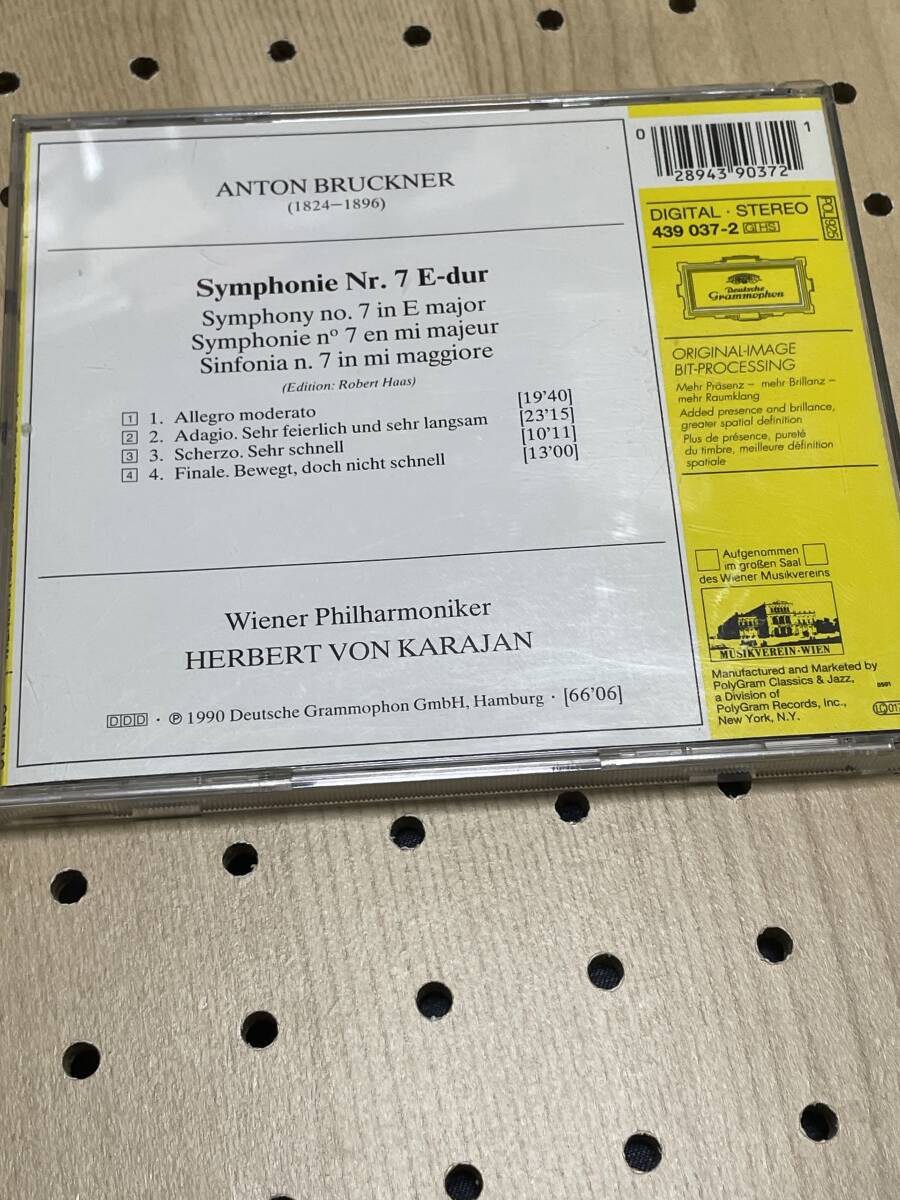 ANTON BRUCKNER
(1824–1896)
Symphonie Nr. 7 E-dur
Symphony no. 7 in E major
Symphonie nº 7 en mi majeur
Sinfonia n. 7 in mi maggiore
(Edition: Robert Haas)
1 1. Allegro moderato [19'40]
2 2. Adagio. Sehr feierlich und sehr langsam [23'15]
3 3. Scherzo. Sehr schnell [10'11]
4 4. Finale. Bewegt, doch nicht schnell [13'00]
Wiener Philharmoniker
HERBERT VON KARAJAN
DDD · ℗ 1990 Deutsche Grammophon GmbH, Hamburg · [66'06]
0 28943 90372 1
DIGITAL · STEREO
439 037-2 GHS
POL 925
Deutsche
Grammophon
ORIGINAL-IMAGE
BIT-PROCESSING
Mehr Präsenz – mehr Brillanz –
mehr Raumklang
Added presence and brillance,
greater spatial definition
Plus de présence, pureté
du timbre, meilleure définition
spatiale
Aufgenommen
im großen Saal
des Wiener Musikvereins
MUSIKVEREIN·WIEN
Manufactured and Marketed by
PolyGram Classics & Jazz,
a Division of
PolyGram Records, Inc.,
New York, N.Y.